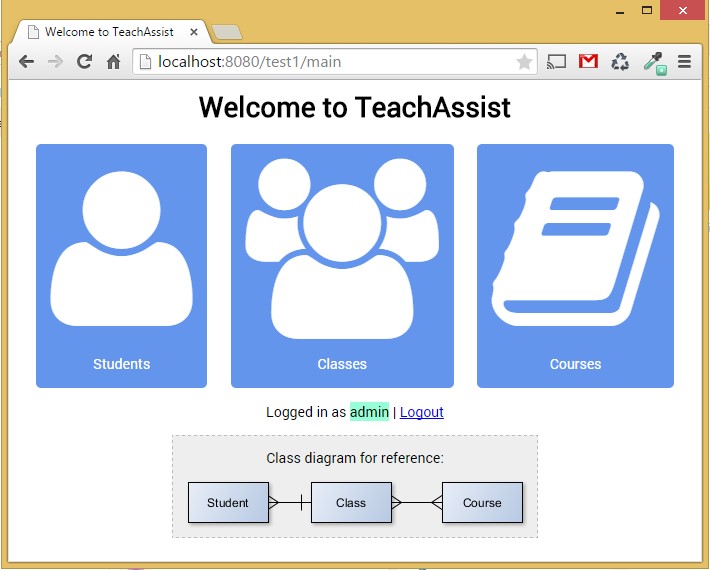 Welcome to TeachAssist
localhost:8080/test1/main
Welcome to TeachAssist
Students
Classes
Courses
Logged in as admin | Logout
Class diagram for reference:
Student
Class
Course